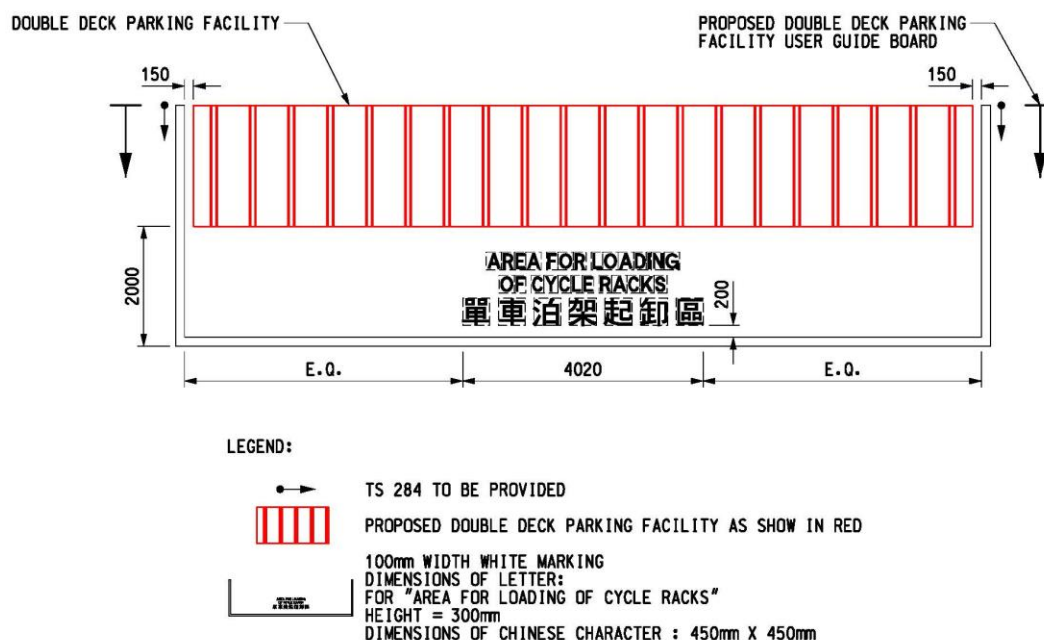 DOUBLE DECK PARKING FACILITY
PROPOSED DOUBLE DECK PARKING
FACILITY USER GUIDE BOARD
150
150
2000
AREA FOR LOADING
OF CYCLE RACKS
單車泊架起卸區
200
E.Q.
4020
E.Q.
LEGEND:
TS 284 TO BE PROVIDED
PROPOSED DOUBLE DECK PARKING FACILITY AS SHOW IN RED
100mm WIDTH WHITE MARKING
DIMENSIONS OF LETTER:
FOR "AREA FOR LOADING OF CYCLE RACKS"
HEIGHT = 300mm
DIMENSIONS OF CHINESE CHARACTER : 450mm X 450mm